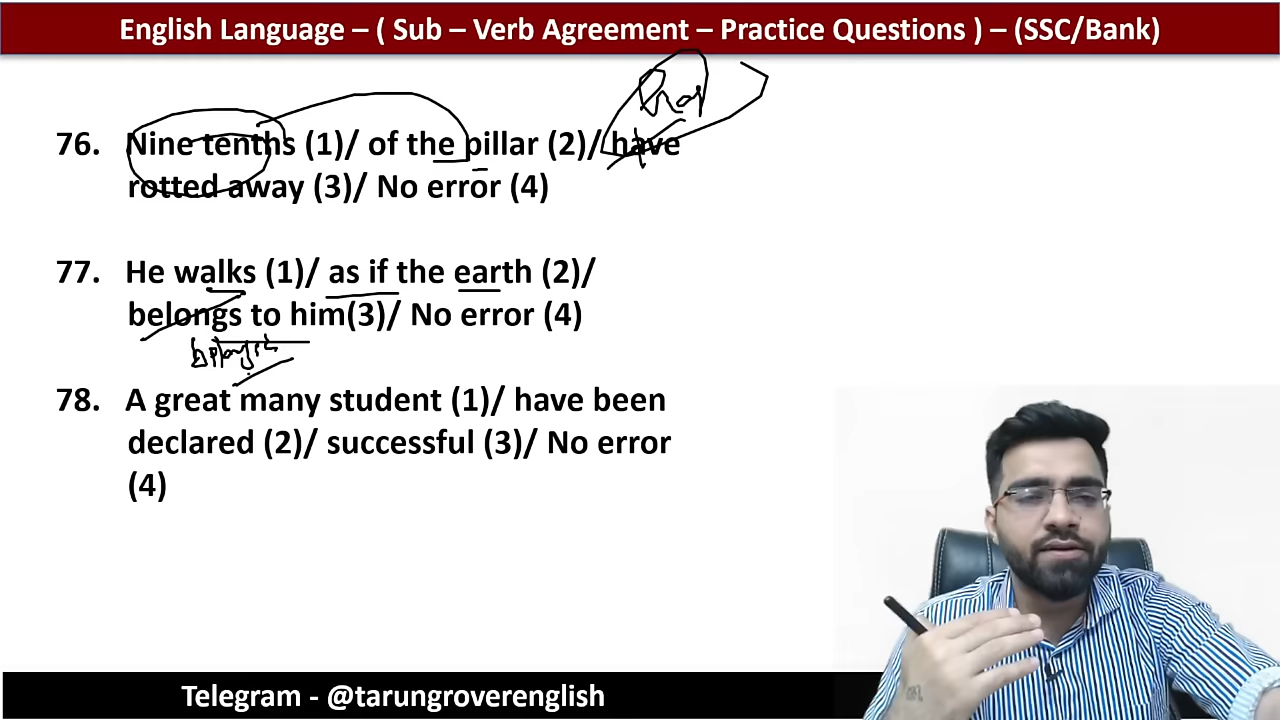 English Language – ( Sub – Verb Agreement – Practice Questions ) – (SSC/Bank)
has
76. Nine tenths (1)/ of the pillar (2)/ have
rotted away (3)/ No error (4)
77. He walks (1)/ as if the earth (2)/
belongs to him(3)/ No error (4)
78. A great many student (1)/ have been
declared (2)/ successful (3)/ No error
(4)
Telegram - @tarungroverenglish